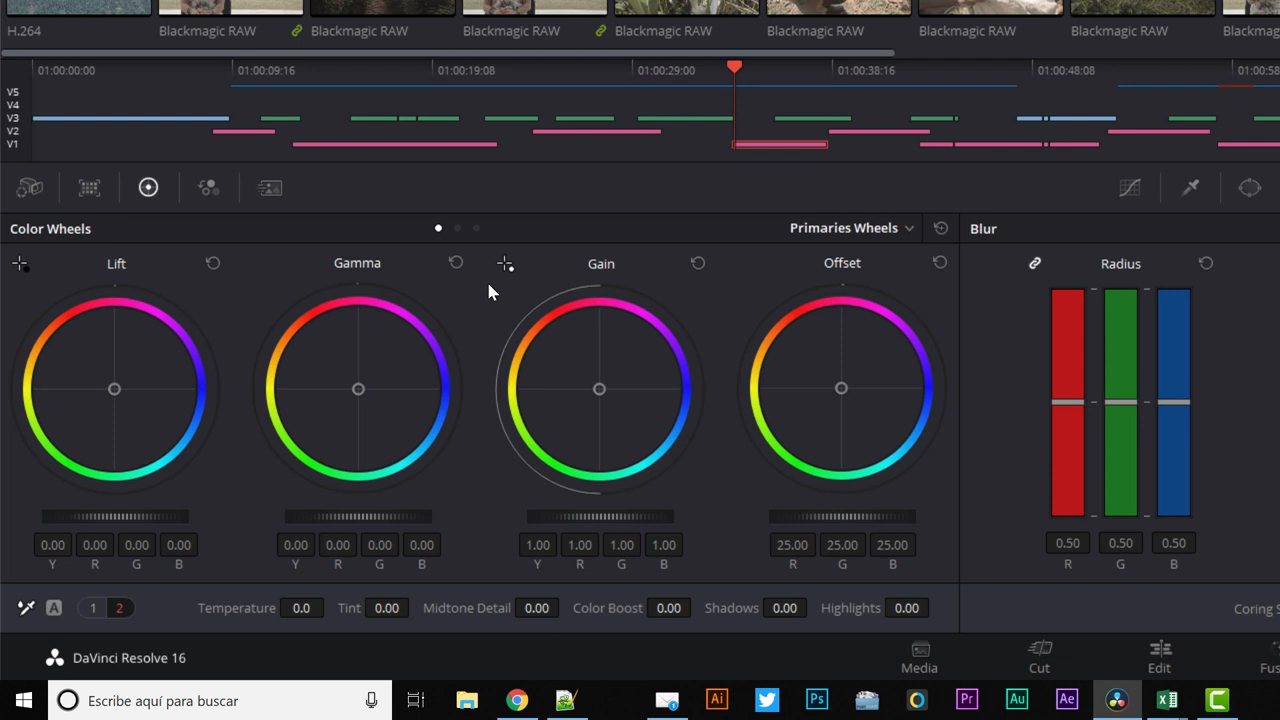 H.264 Blackmagic RAW Blackmagic RAW Blackmagic RAW Blackmagic RAW Blackmagic RAW Blackmagic RAW Blackmagic RAW Blackmag
01:00:00:00 01:00:09:16 01:00:19:08 01:00:29:00 01:00:38:16 01:00:48:08 01:00:58
V5
V4
V3
V2
V1
Color Wheels Primaries Wheels Blur
Lift Gamma Gain Offset Radius
0.00 0.00 0.00 0.00 0.00 0.00 0.00 0.00 1.00 1.00 1.00 1.00 25.00 25.00 25.00 0.50 0.50 0.50
Y R G B Y R G B Y R G B R G B R G B
A 1 2 Temperature 0.0 Tint 0.00 Midtone Detail 0.00 Color Boost 0.00 Shadows 0.00 Highlights 0.00 Coring S
DaVinci Resolve 16 Media Cut Edit Fus
Escribe aquí para buscar Ai Ps Pr Au Ae